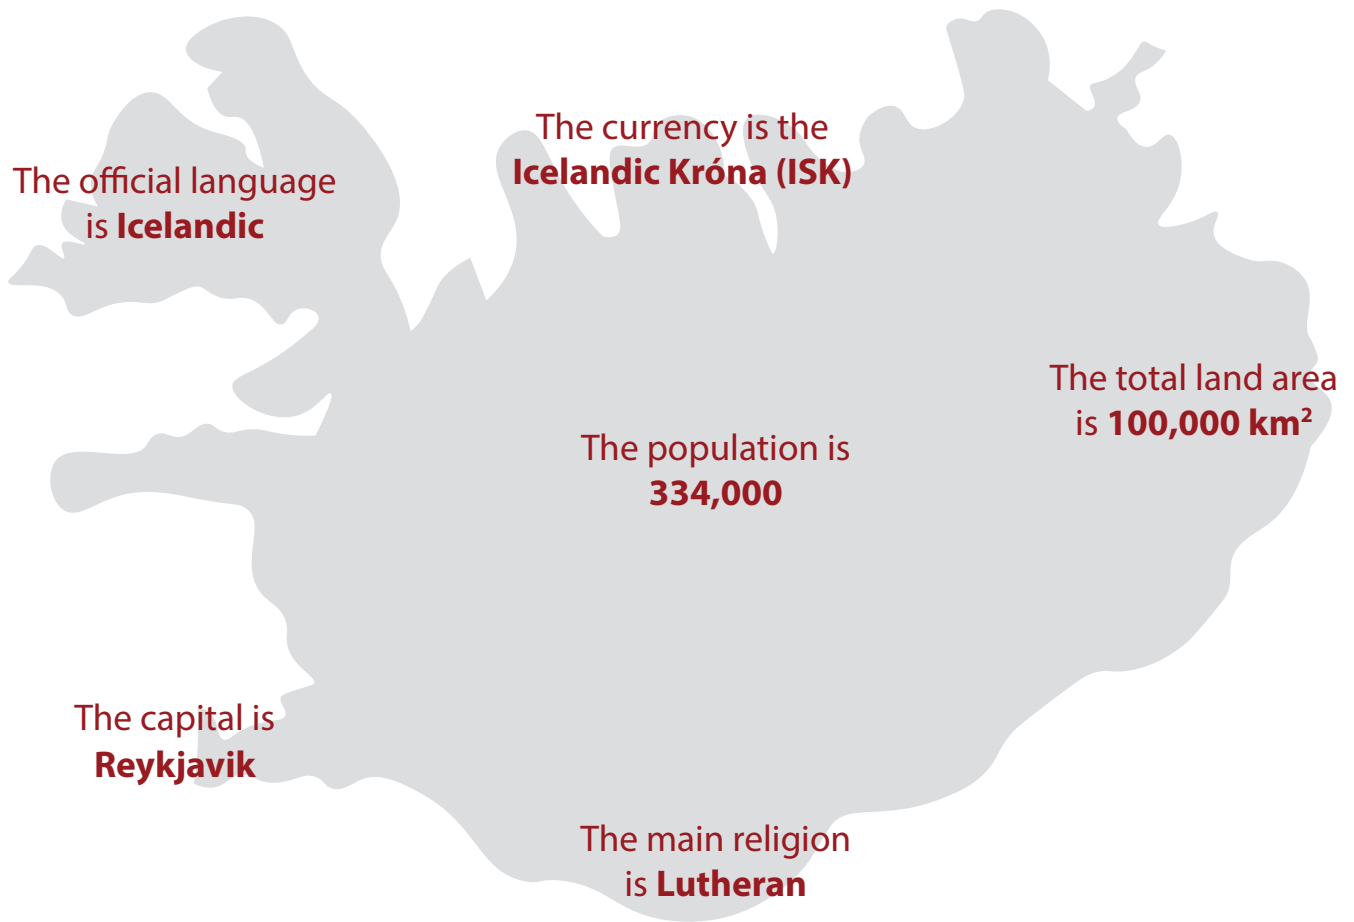 The currency is the
Icelandic Króna (ISK)
The official language
is Icelandic
The total land area
is 100,000 km²
The population is
334,000
The capital is
Reykjavik
The main religion
is Lutheran